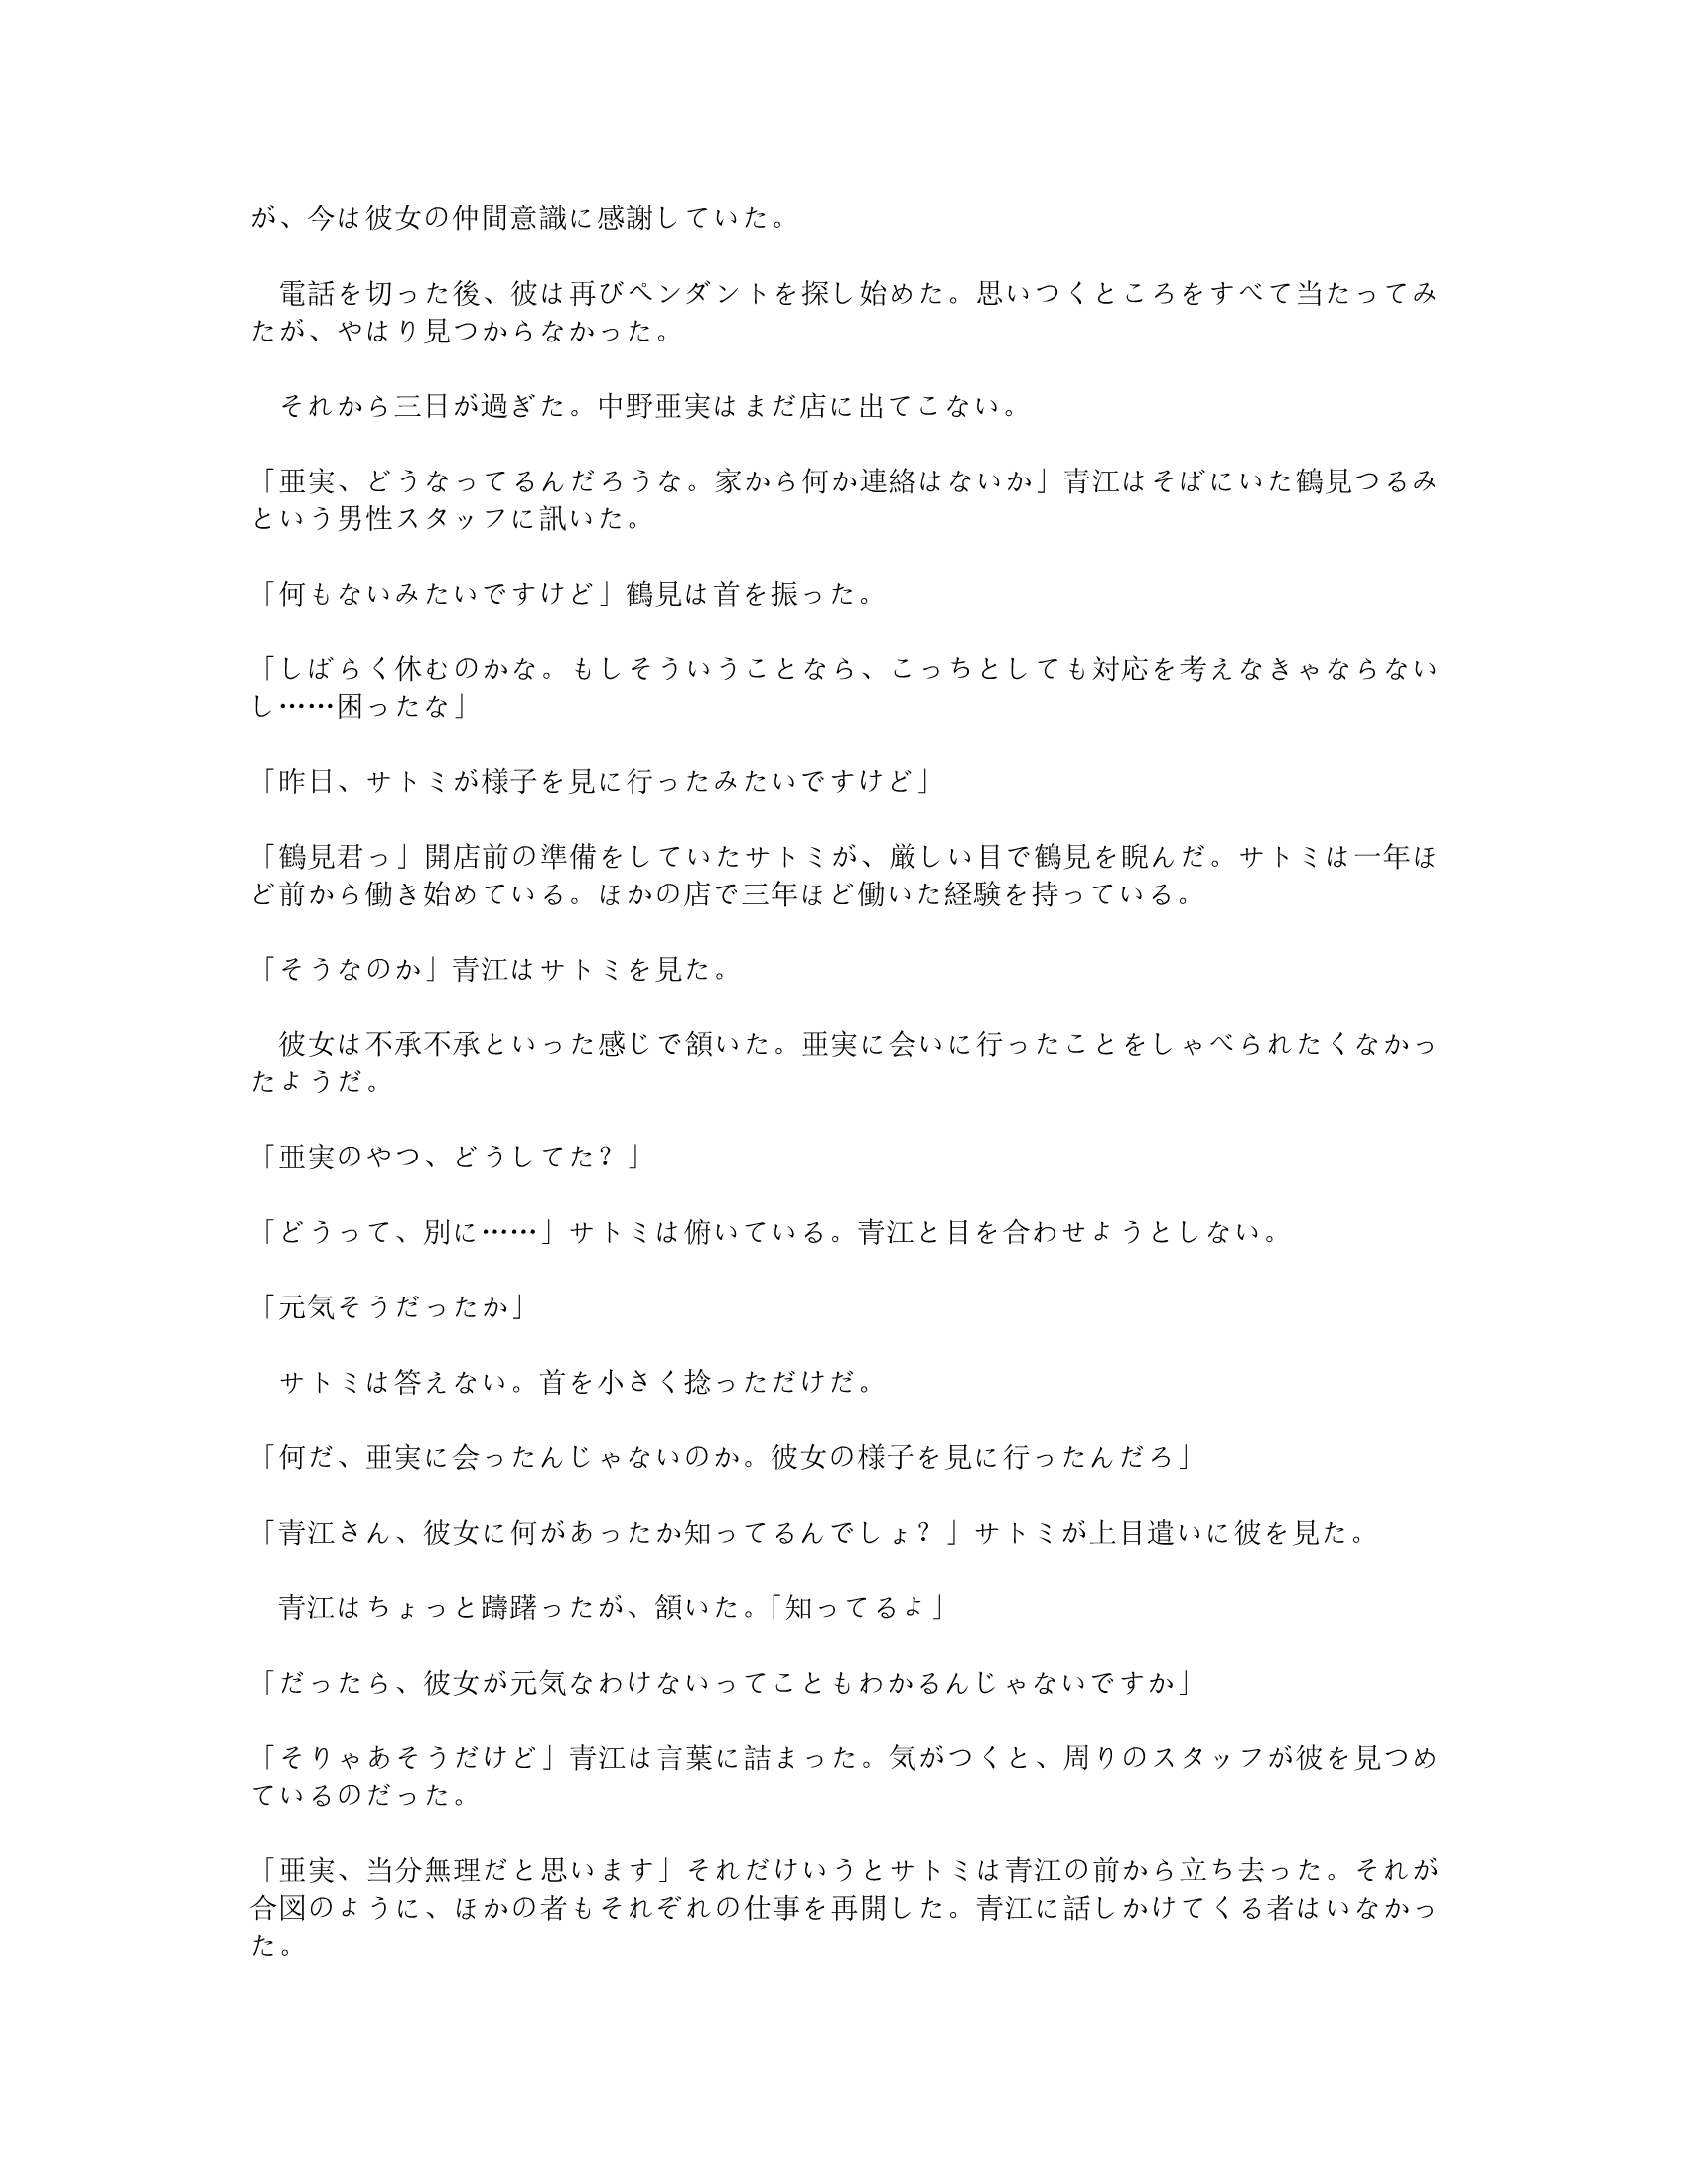 が、今は彼女の仲間意識に感謝していた。
　電話を切った後、彼は再びペンダントを探し始めた。思いつくところをすべて当たってみ
たが、やはり見つからなかった。
　それから三日が過ぎた。中野亜実はまだ店に出てこない。
「亜実、どうなってるんだろうな。家から何か連絡はないか」青江はそばにいた鶴見つるみ
という男性スタッフに訊いた。
「何もないみたいですけど」鶴見は首を振った。
「しばらく休むのかな。もしそういうことなら、こっちとしても対応を考えなきゃならない
し……困ったな」
「昨日、サトミが様子を見に行ったみたいですけど」
「鶴見君っ」開店前の準備をしていたサトミが、厳しい目で鶴見を睨んだ。サトミは一年ほ
ど前から働き始めている。ほかの店で三年ほど働いた経験を持っている。
「そうなのか」青江はサトミを見た。
　彼女は不承不承といった感じで頷いた。亜実に会いに行ったことをしゃべられたくなかっ
たようだ。
「亜実のやつ、どうしてた？」
「どうって、別に……」サトミは俯いている。青江と目を合わせようとしない。
「元気そうだったか」
　サトミは答えない。首を小さく捻っただけだ。
「何だ、亜実に会ったんじゃないのか。彼女の様子を見に行ったんだろ」
「青江さん、彼女に何があったか知ってるんでしょ？」サトミが上目遣いに彼を見た。
　青江はちょっと躊躇ったが、頷いた。「知ってるよ」
「だったら、彼女が元気なわけないってこともわかるんじゃないですか」
「そりゃあそうだけど」青江は言葉に詰まった。気がつくと、周りのスタッフが彼を見つめ
ているのだった。
「亜実、当分無理だと思います」それだけいうとサトミは青江の前から立ち去った。それが
合図のように、ほかの者もそれぞれの仕事を再開した。青江に話しかけてくる者はいなかっ
た。